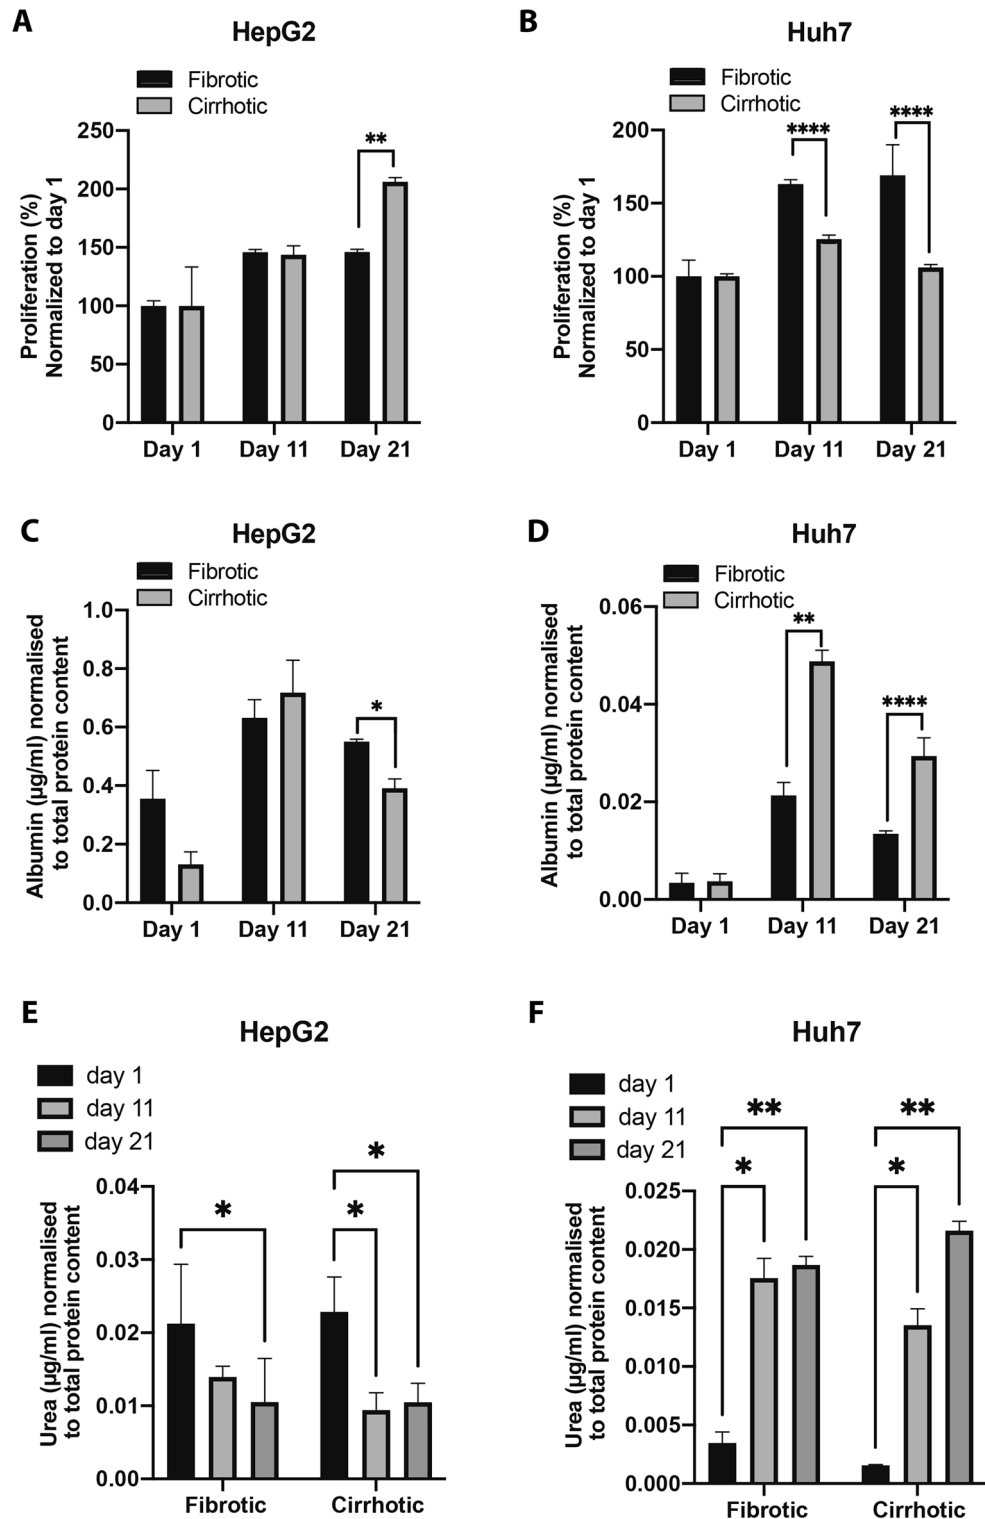 A
HepG2
Fibrotic
Cirrhotic
Proliferation (%)
Normalized to day 1
250
200
150
100
50
0
**
Day 1 Day 11 Day 21
B
Huh7
Fibrotic
Cirrhotic
Proliferation (%)
Normalized to day 1
200
150
100
50
0
**** ****
Day 1 Day 11 Day 21
C
HepG2
Fibrotic
Cirrhotic
Albumin (µg/ml) normalised
to total protein content
1.0
0.8
0.6
0.4
0.2
0.0
*
Day 1 Day 11 Day 21
D
Huh7
Fibrotic
Cirrhotic
Albumin (µg/ml) normalised
to total protein content
0.06
0.04
0.02
0.00
** ****
Day 1 Day 11 Day 21
E
HepG2
day 1
day 11
day 21
Urea (µg/ml) normalised
to total protein content
0.04
0.03
0.02
0.01
0.00
*
* *
Fibrotic Cirrhotic
F
Huh7
day 1
day 11
day 21
Urea (µg/ml) normalised
to total protein content
0.025
0.020
0.015
0.010
0.005
0.000
** **
* *
Fibrotic Cirrhotic